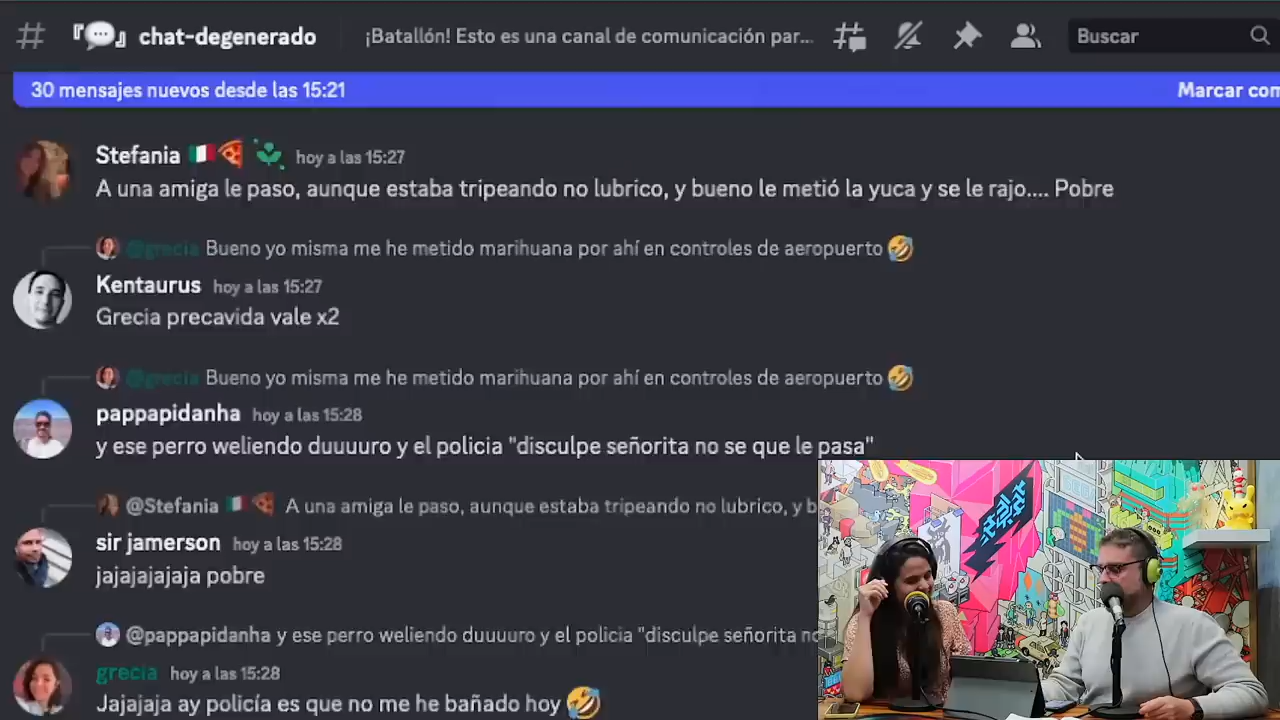 # 『💬』 chat-degenerado ¡Batallón! Esto es una canal de comunicación par... Buscar
30 mensajes nuevos desde las 15:21 Marcar com
Stefania 🇮🇹🍕 hoy a las 15:27
A una amiga le paso, aunque estaba tripeando no lubrico, y bueno le metió la yuca y se le rajo.... Pobre
@grecia Bueno yo misma me he metido marihuana por ahí en controles de aeropuerto 🤣
Kentaurus hoy a las 15:27
Grecia precavida vale x2
@grecia Bueno yo misma me he metido marihuana por ahí en controles de aeropuerto 🤣
pappapidanha hoy a las 15:28
y ese perro weliendo duuuuro y el policia "disculpe señorita no se que le pasa"
@Stefania 🇮🇹🍕 A una amiga le paso, aunque estaba tripeando no lubrico, y b
sir jamerson hoy a las 15:28
jajajajajaja pobre
@pappapidanha y ese perro weliendo duuuuro y el policia "disculpe señorita no
grecia hoy a las 15:28
Jajajaja ay policía es que no me he bañado hoy 🤣